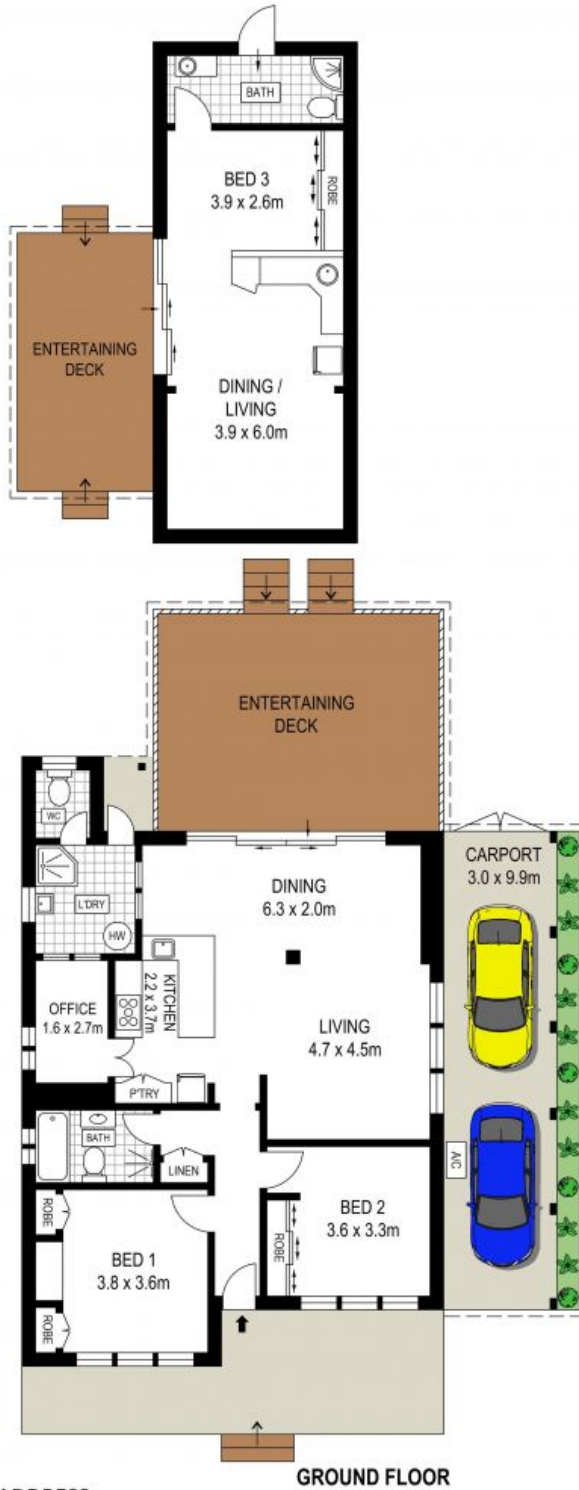 BATH
BED 3
3.9 x 2.6m
ROBE
ENTERTAINING
DECK
DINING /
LIVING
3.9 x 6.0m
ENTERTAINING
DECK
WC
CARPORT
3.0 x 9.9m
DINING
6.3 x 2.0m
L'DRY
HW
KITCHEN
2.2 x 3.7m
OFFICE
1.6 x 2.7m
LIVING
4.7 x 4.5m
P'TRY
BATH
LINEN
A/C
ROBE
BED 2
3.6 x 3.3m
BED 1
3.8 x 3.6m
ROBE
ROBE
GROUND FLOOR